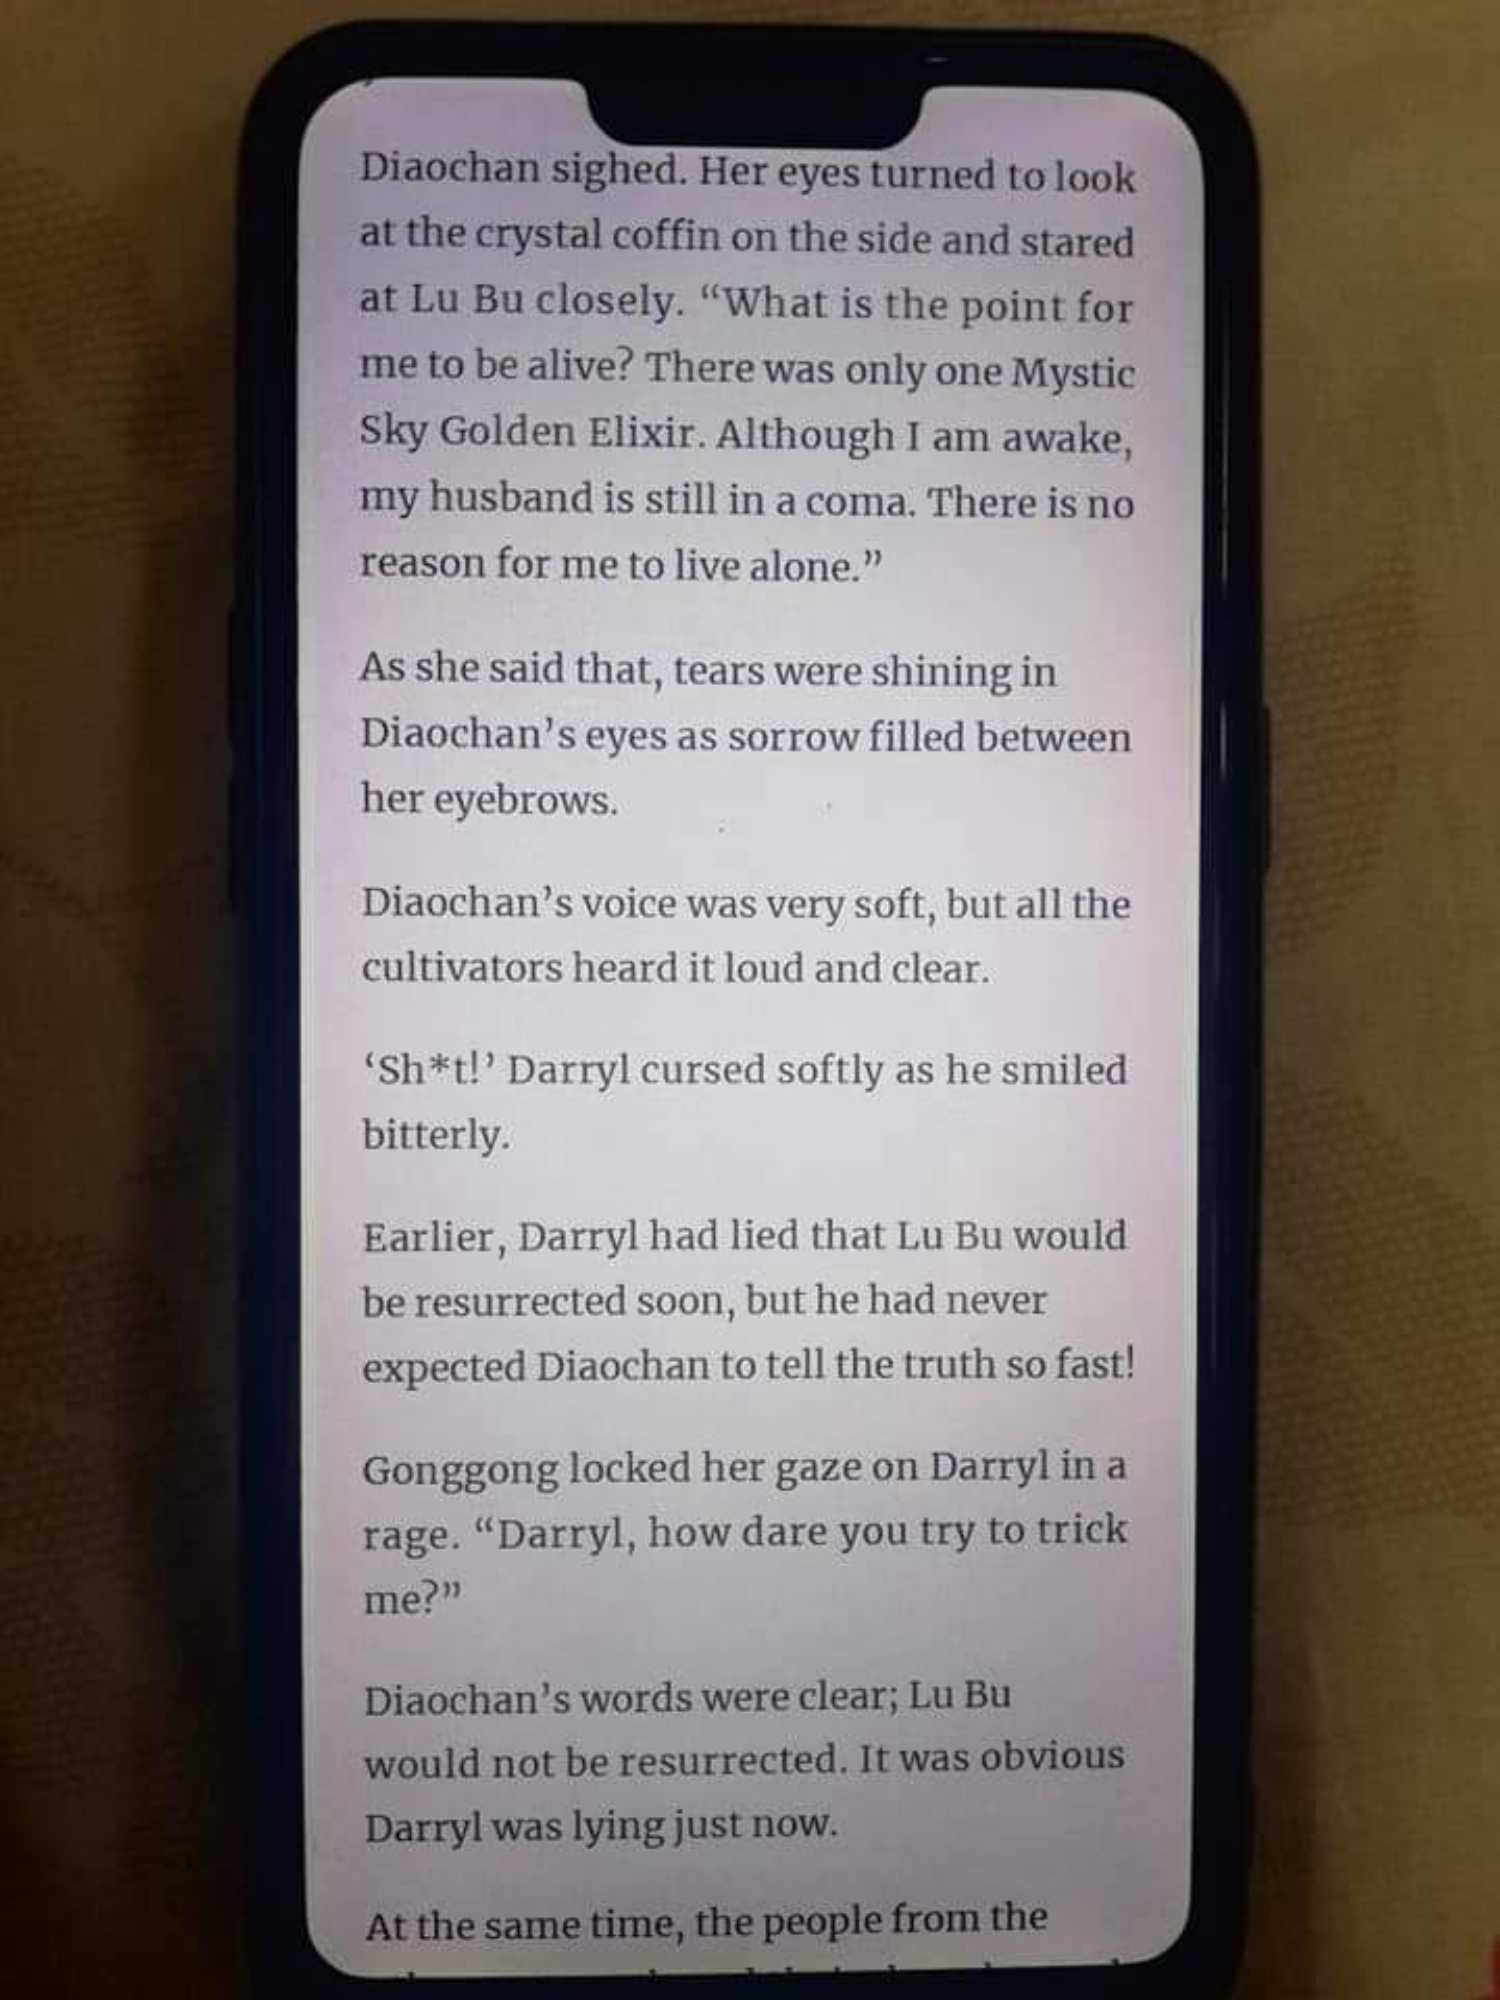 Diaochan sighed. Her eyes turned to look
at the crystal coffin on the side and stared
at Lu Bu closely. “What is the point for
me to be alive? There was only one Mystic
Sky Golden Elixir. Although I am awake,
my husband is still in a coma. There is no
reason for me to live alone.”
As she said that, tears were shining in
Diaochan’s eyes as sorrow filled between
her eyebrows.
Diaochan’s voice was very soft, but all the
cultivators heard it loud and clear.
‘Sh*t!’ Darryl cursed softly as he smiled
bitterly.
Earlier, Darryl had lied that Lu Bu would
be resurrected soon, but he had never
expected Diaochan to tell the truth so fast!
Gonggong locked her gaze on Darryl in a
rage. “Darryl, how dare you try to trick
me?”
Diaochan’s words were clear; Lu Bu
would not be resurrected. It was obvious
Darryl was lying just now.
At the same time, the people from the